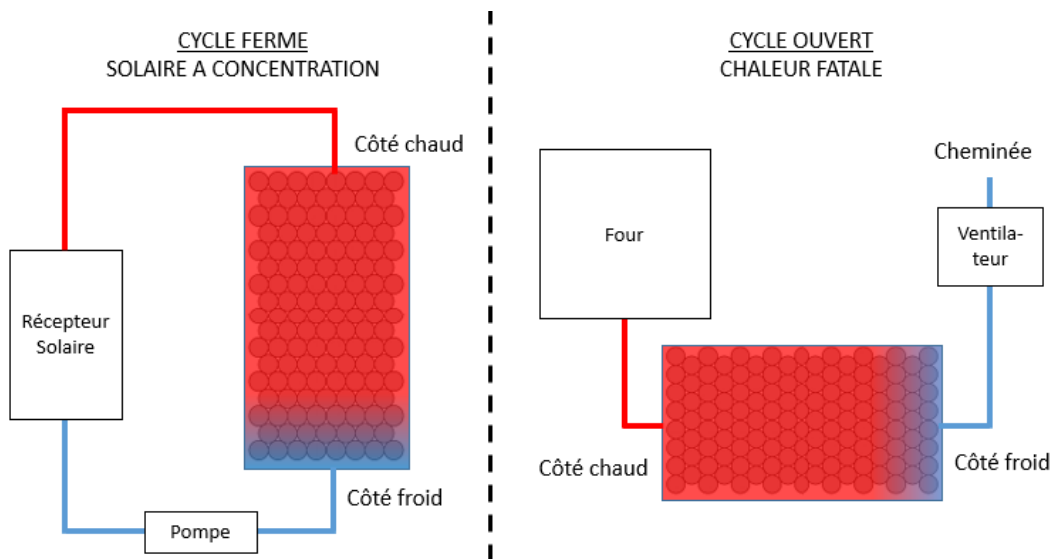 CYCLE FERME
SOLAIRE A CONCENTRATION
Côté chaud
Récepteur
Solaire
Côté froid
Pompe
CYCLE OUVERT
CHALEUR FATALE
Cheminée
Four
Ventila-
teur
Côté chaud
Côté froid